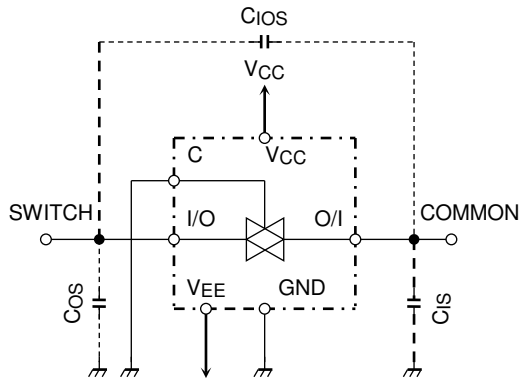 CIOS
VCC
VCC
C
SWITCH
I/O
O/I
COMMON
COS
VEE
GND
CIS